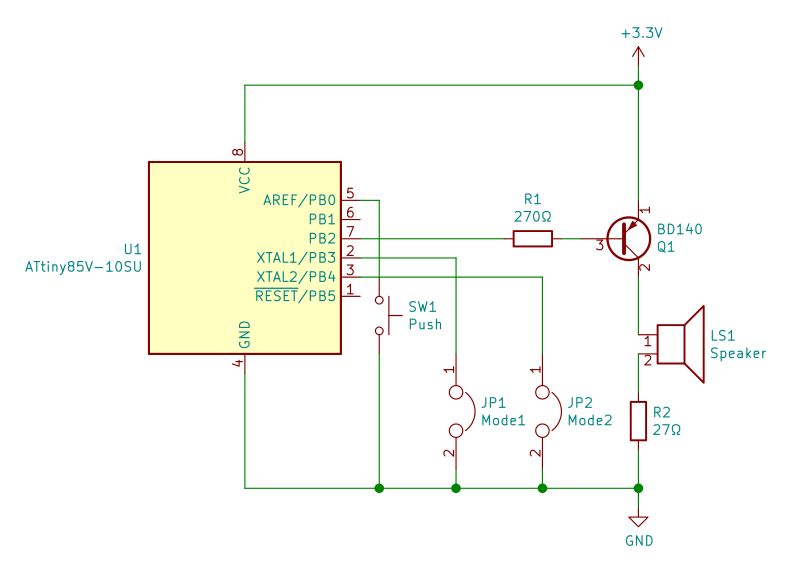 +3.3V
8
VCC
AREF/PB0 5
PB1 6
PB2 7
XTAL1/PB3 2
XTAL2/PB4 3
RESET/PB5 1
GND
4
U1
ATtiny85V-10SU
R1
270Ω
1
BD140
Q1
3
2
SW1
Push
1
2
LS1
Speaker
1
JP1
Mode1
2
1
JP2
Mode2
2
R2
27Ω
GND